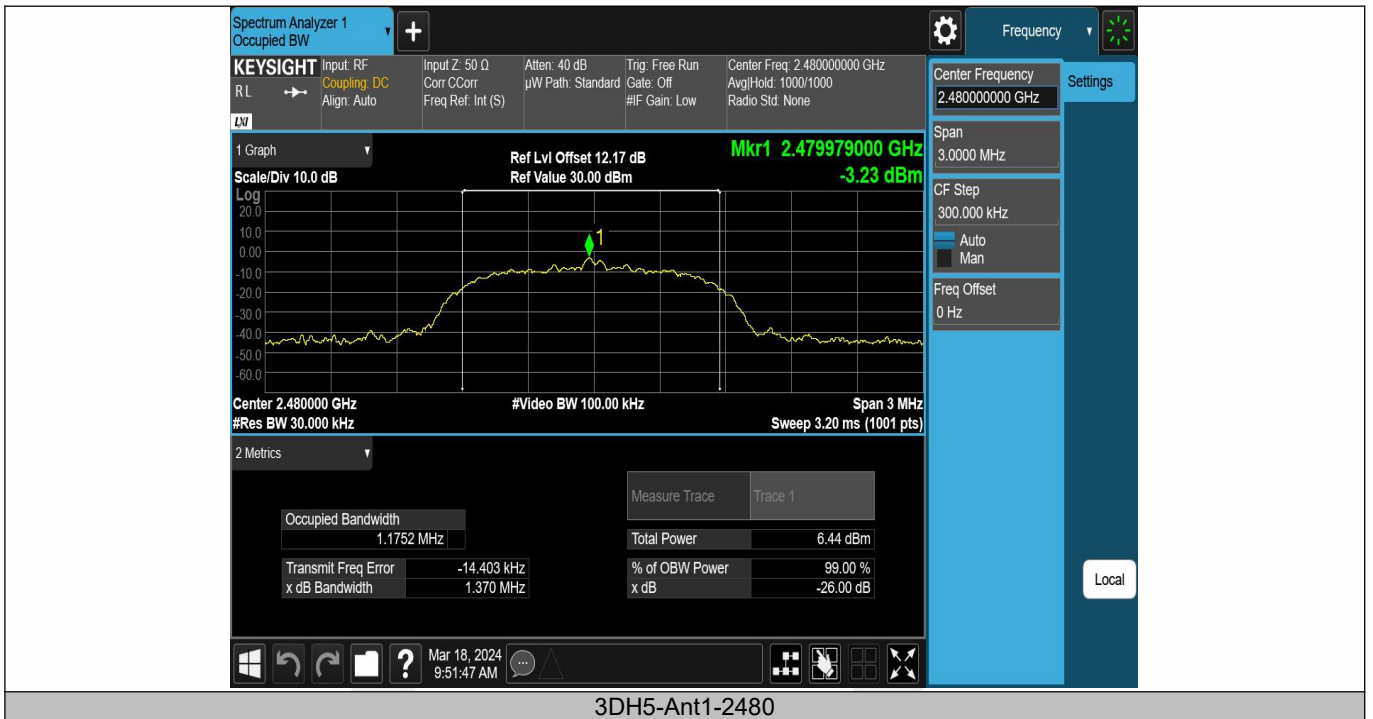 Spectrum Analyzer 1
Occupied BW
Frequency
KEYSIGHT
RL
LXI
Input: RF
Coupling: DC
Align: Auto
Input Z: 50 Ω
Corr CCorr
Freq Ref: Int (S)
Atten: 40 dB
µW Path: Standard
Trig: Free Run
Gate: Off
#IF Gain: Low
Center Freq: 2.480000000 GHz
Avg|Hold: 1000/1000
Radio Std: None
Center Frequency
2.480000000 GHz
Settings
Span
3.0000 MHz
CF Step
300.000 kHz
Auto
Man
Freq Offset
0 Hz
Local
1 Graph
Scale/Div 10.0 dB
Ref Lvl Offset 12.17 dB
Ref Value 30.00 dBm
Mkr1 2.479979000 GHz
-3.23 dBm
Log
20.0
10.0
0.00
-10.0
-20.0
-30.0
-40.0
-50.0
-60.0
1
Center 2.480000 GHz
#Video BW 100.00 kHz
Span 3 MHz
#Res BW 30.000 kHz
Sweep 3.20 ms (1001 pts)
2 Metrics
Measure Trace
Trace 1
Occupied Bandwidth
1.1752 MHz
Total Power
6.44 dBm
Transmit Freq Error
-14.403 kHz
% of OBW Power
99.00 %
x dB Bandwidth
1.370 MHz
x dB
-26.00 dB
?
Mar 18, 2024
9:51:47 AM
3DH5-Ant1-2480